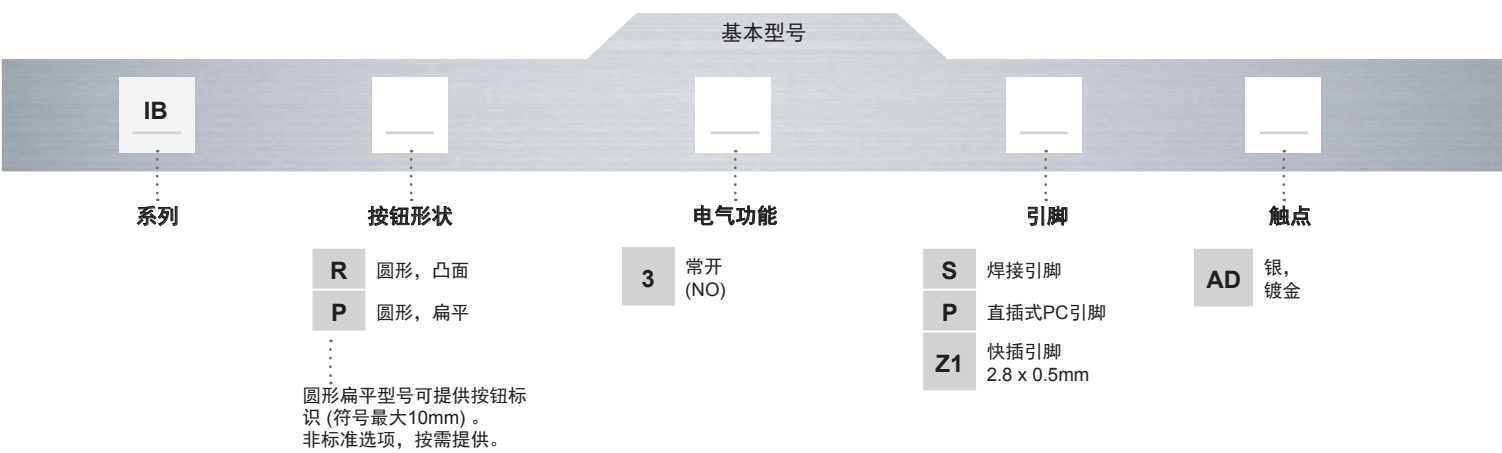 基本型号
IB
系列
按钮形状
电气功能
引脚
触点
R 圆形，凸面
P 圆形，扁平
圆形扁平型号可提供按钮标
识 (符号最大10mm) 。
非标准选项，按需提供。
3 常开
(NO)
S 焊接引脚
P 直插式PC引脚
Z1 快插引脚
2.8 x 0.5mm
AD 银，
镀金